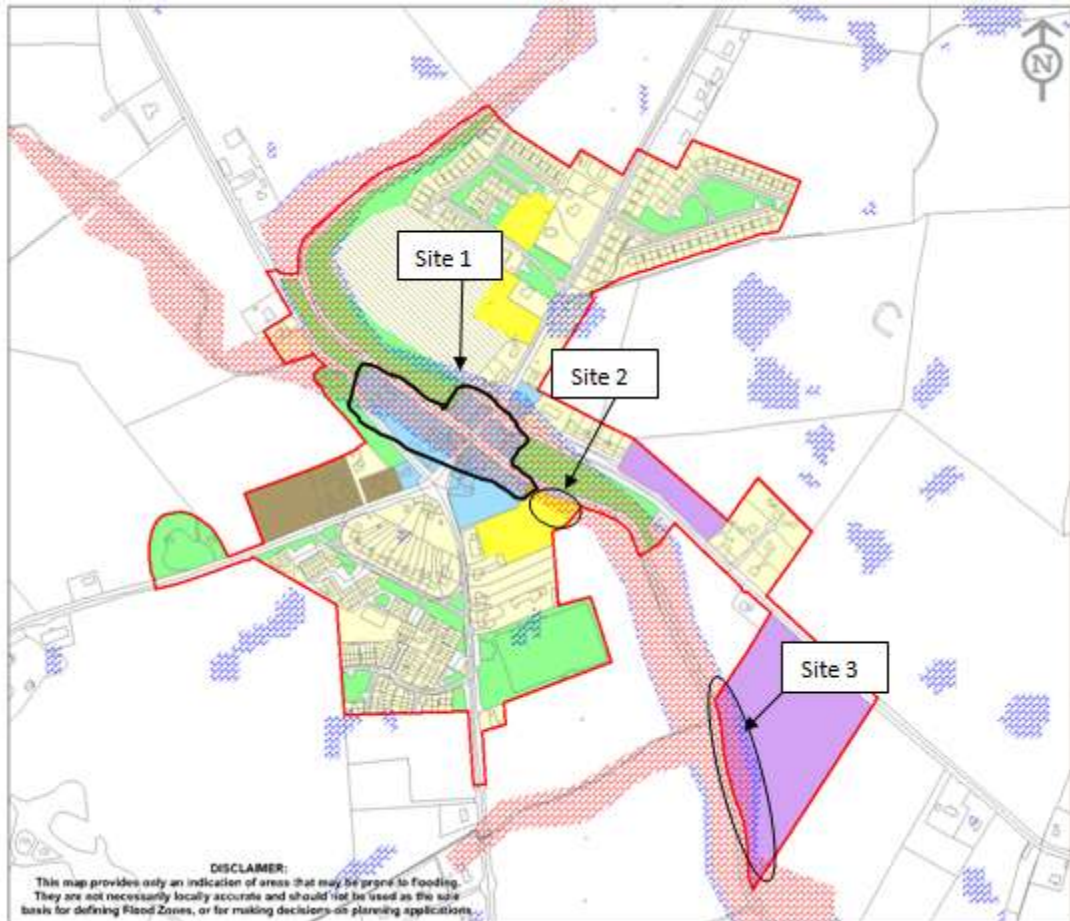 N
Site 1
Site 2
Site 3
DISCLAIMER:
This map provides only an indication of areas that may be prone to flooding.
They are not necessarily locally accurate and should not be used as the sole
basis for defining Flood Zones, or for making decisions on planning applications.